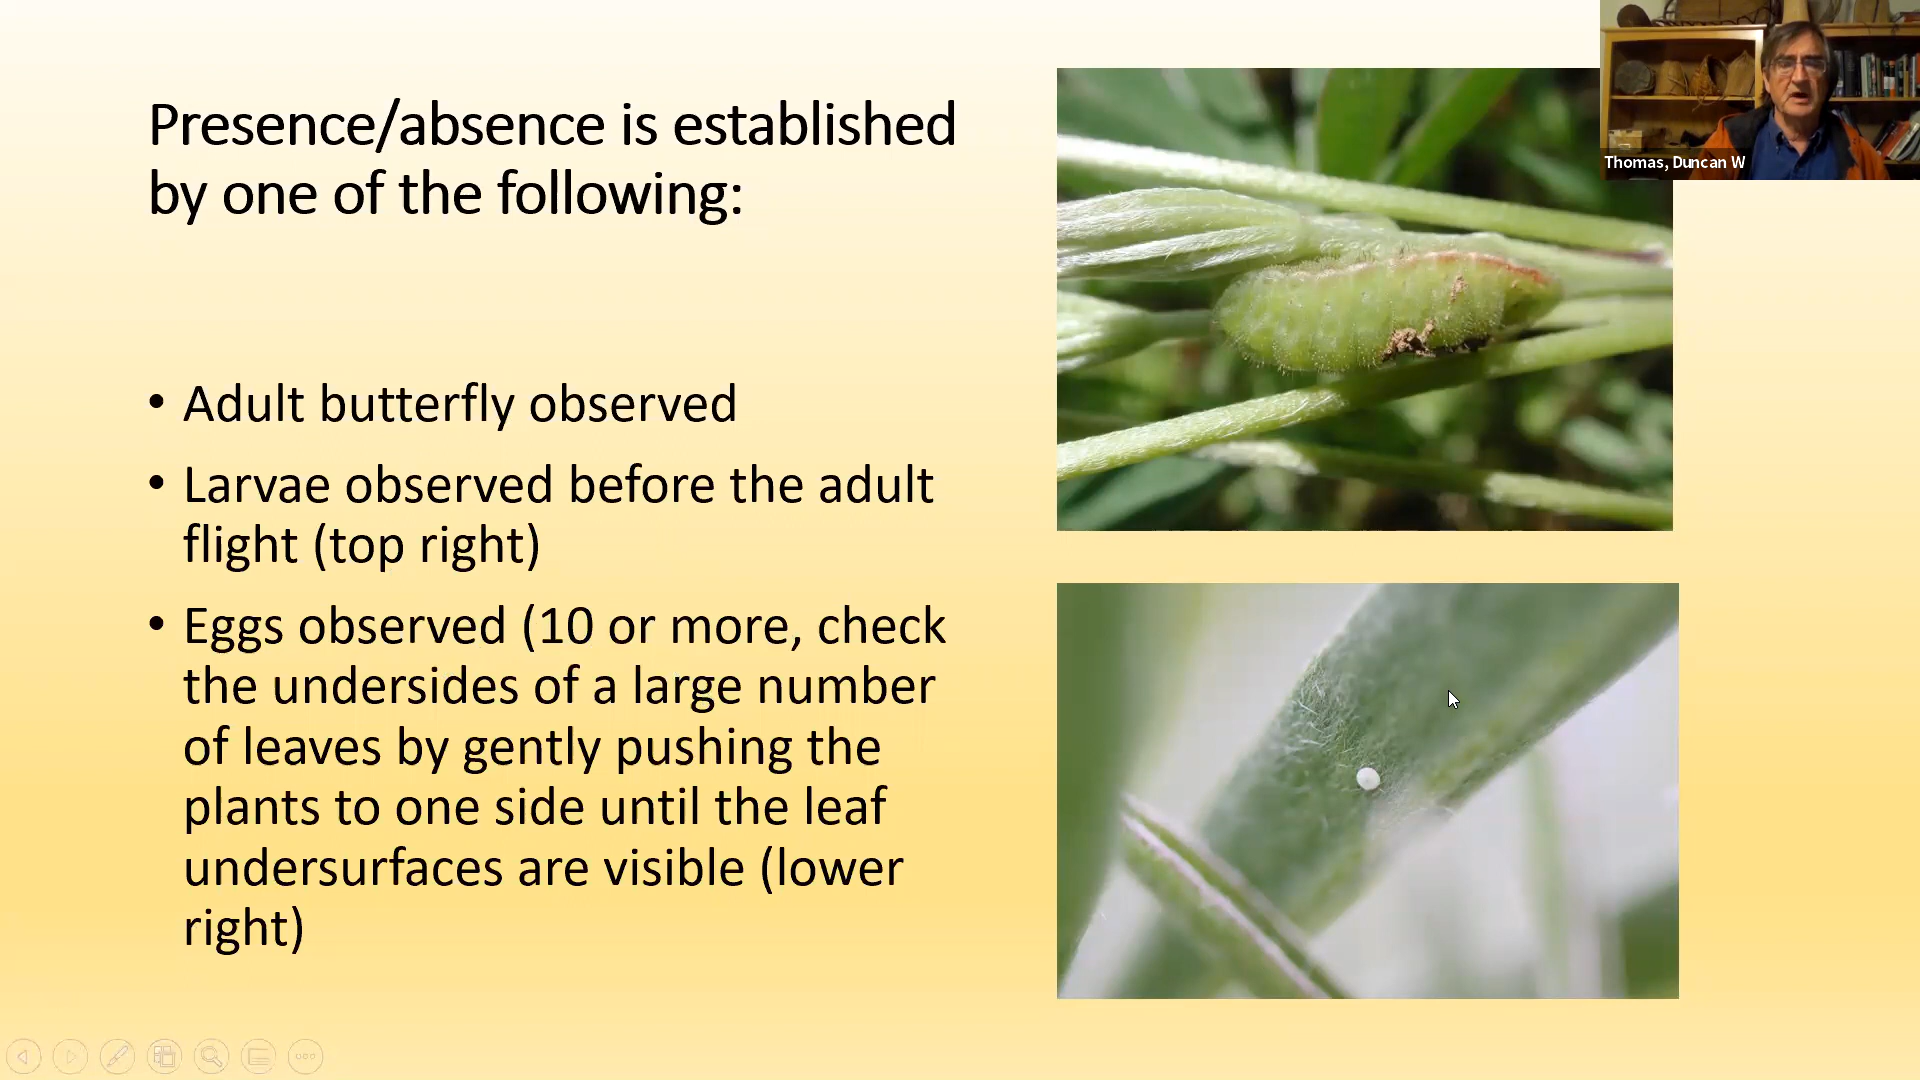 Presence/absence is established
by one of the following:
• Adult butterfly observed
• Larvae observed before the adult
flight (top right)
• Eggs observed (10 or more, check
the undersides of a large number
of leaves by gently pushing the
plants to one side until the leaf
undersurfaces are visible (lower
right)
Thomas, Duncan W